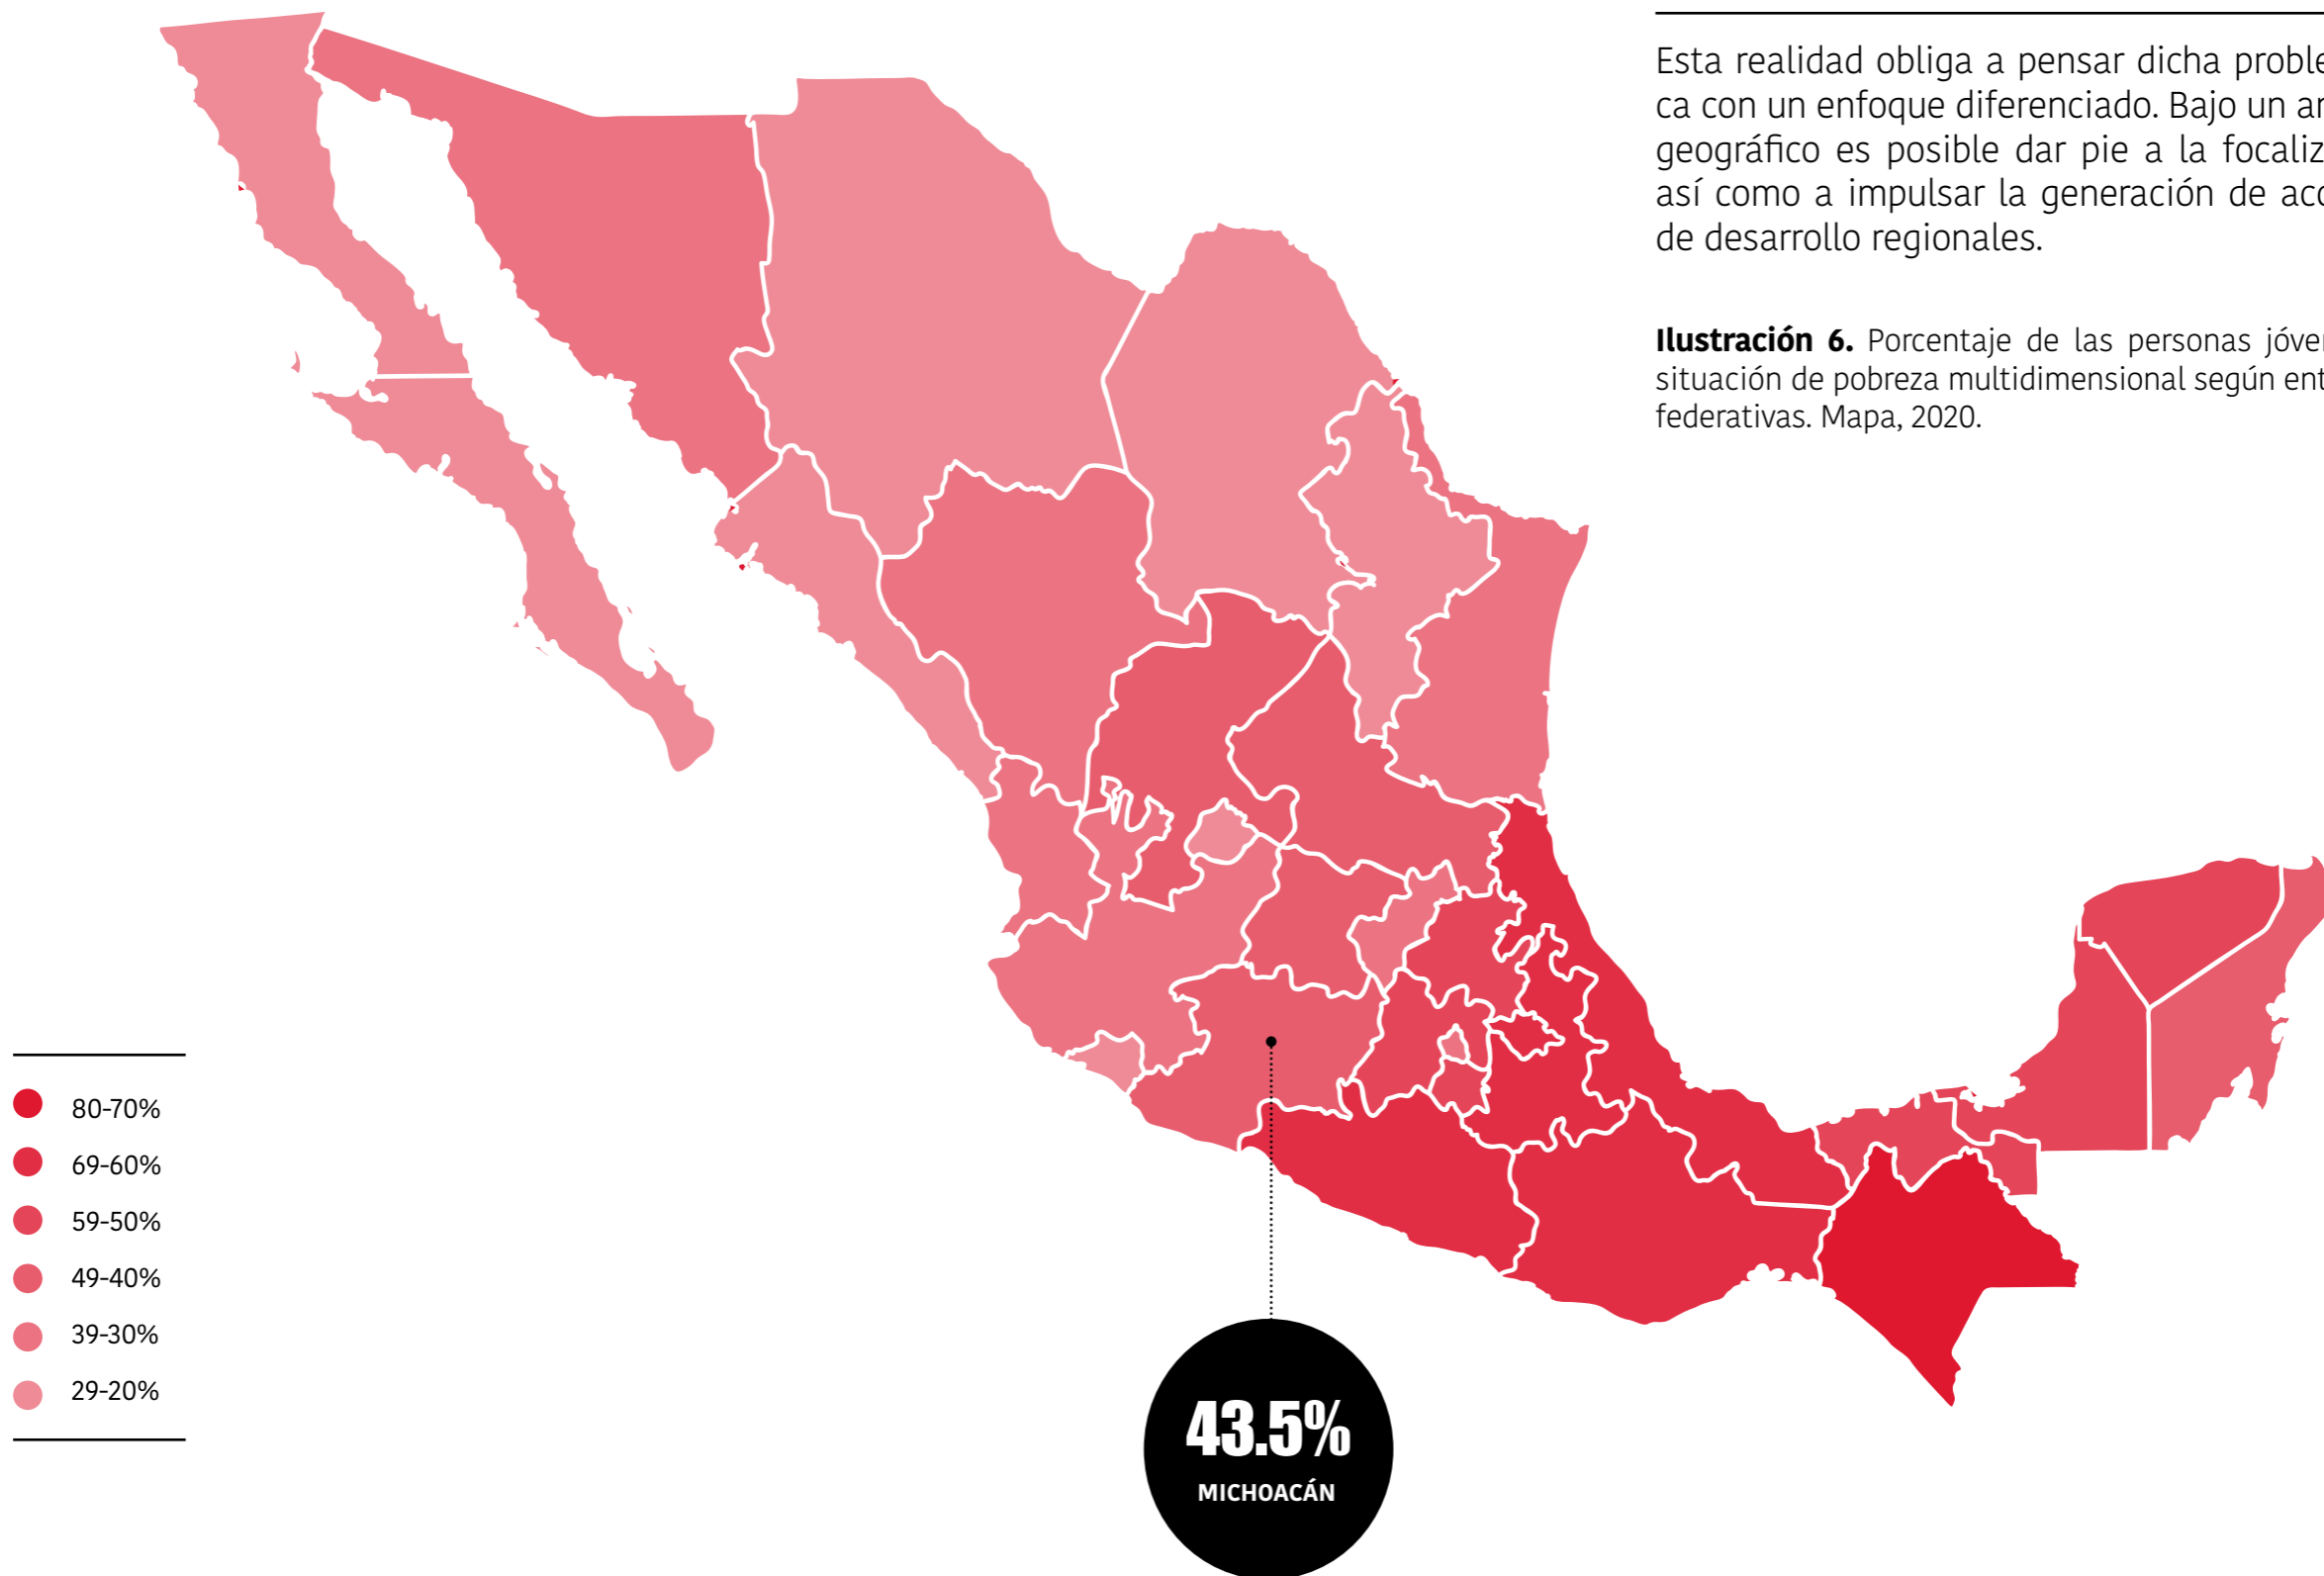 Esta realidad obliga a pensar dicha proble
ca con un enfoque diferenciado. Bajo un
geográfico es posible dar pie a la focaliz
así como a impulsar la generación de acc
de desarrollo regionales.
Ilustración 6. Porcentaje de las personas jóve
situación de pobreza multidimensional según ent
federativas. Mapa, 2020.
80-70%
69-60%
59-50%
49-40%
39-30%
29-20%
43.5%
MICHOACÁN